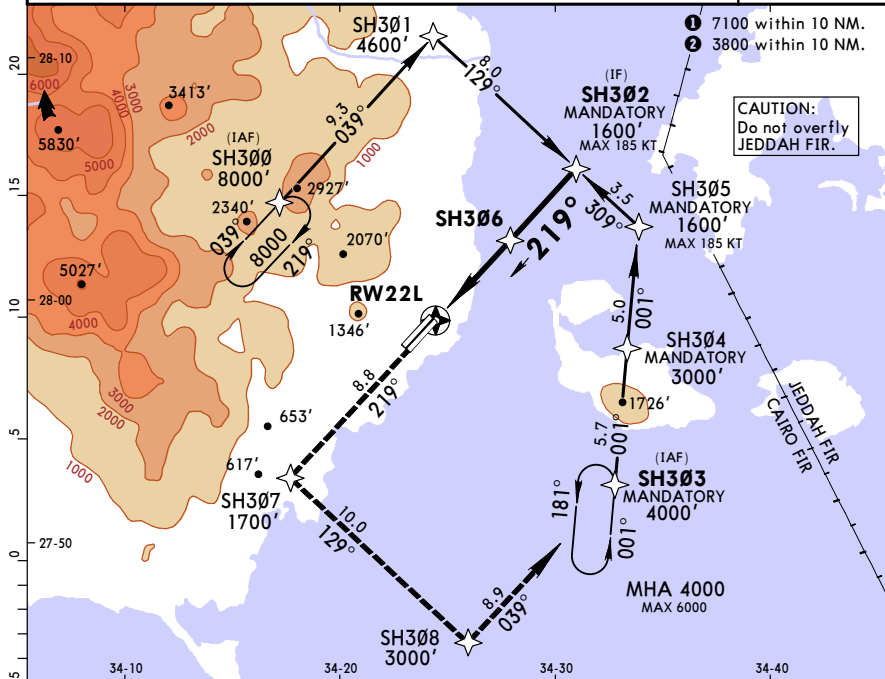 SHØ301
4600'
❶ 7100 within 10 NM.
❷ 3800 within 10 NM.
8.0
129°
(IF)
SH3Ø2
MANDATORY
1600'
MAX 185 KT
CAUTION:
Do not overfly
JEDDAH FIR.
20
28-10
6000
4000
3000
3413'
2000
5830'
5000
9.3
039°
1000
(IAF)
SH3ØØ
8000'
2927'
2340'
039°
8000
219°
2070'
15
3.5
309°
SH3Ø5
MANDATORY
1600'
MAX 185 KT
SH3Ø6
219°
5027'
28-00
4000
10
RW22L
1346'
5.0
001°
SH3Ø4
MANDATORY
3000'
3000
2000
8.8
219°
1726'
JEDDAH FIR
CAIRO FIR
5
653'
617'
1000
SH3Ø7
1700'
5.7
001°
(IAF)
SH3Ø3
MANDATORY
4000'
181°
001°
10.0
129°
27-50
0
MHA 4000
MAX 6000
8.9
039°
SH3Ø8
3000'
5
34-10
34-20
34-30
34-40